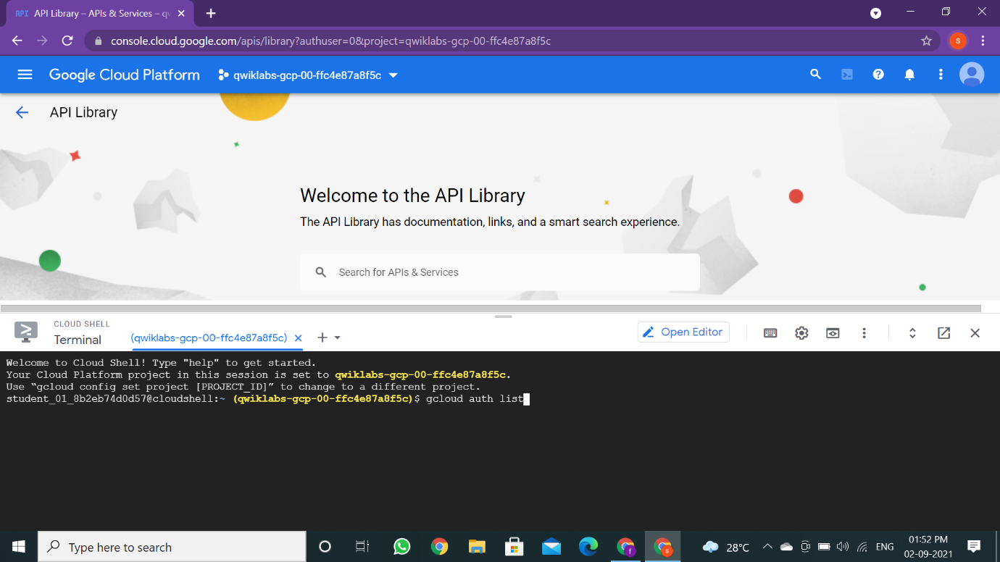 API API Library – APIs & Services – qw
console.cloud.google.com/apis/library?authuser=0&project=qwiklabs-gcp-00-ffc4e87a8f5c
S
Google Cloud Platform
qwiklabs-gcp-00-ffc4e87a8f5c
API Library
Welcome to the API Library
The API Library has documentation, links, and a smart search experience.
Search for APIs & Services
CLOUD SHELL
Terminal
(qwiklabs-gcp-00-ffc4e87a8f5c)
Open Editor
Welcome to Cloud Shell! Type "help" to get started.
Your Cloud Platform project in this session is set to qwiklabs-gcp-00-ffc4e87a8f5c.
Use “gcloud config set project [PROJECT_ID]” to change to a different project.
student_01_8b2eb74d0d57@cloudshell:~ (qwiklabs-gcp-00-ffc4e87a8f5c)$ gcloud auth list
Type here to search
f
S
28°C
ENG
01:52 PM
02-09-2021